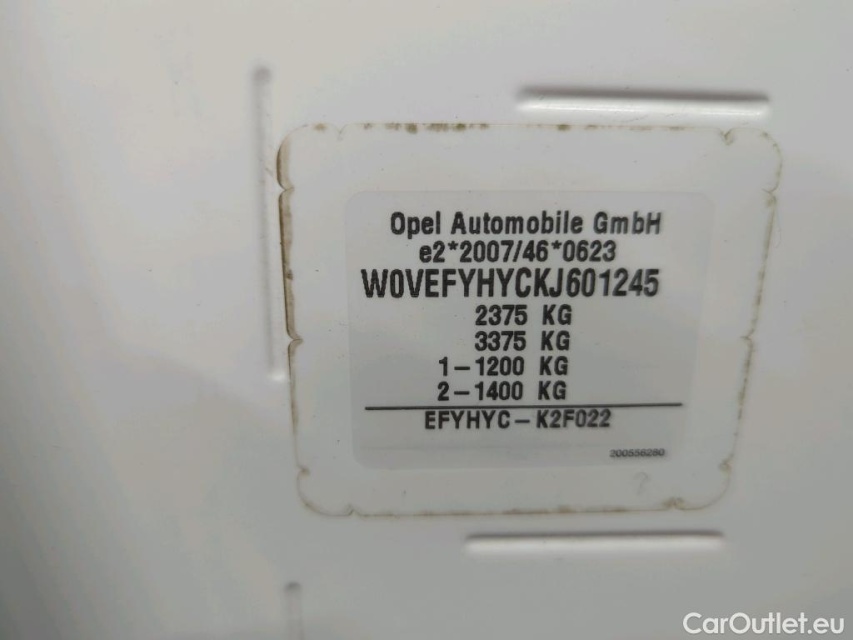 Opel Automobile GmbH
e2*2007/46*0623
W0VEFYHYCKJ601245
2375 KG
3375 KG
1-1200 KG
2-1400 KG
EFYHYC-K2F022
200556280
CarOutlet.eu